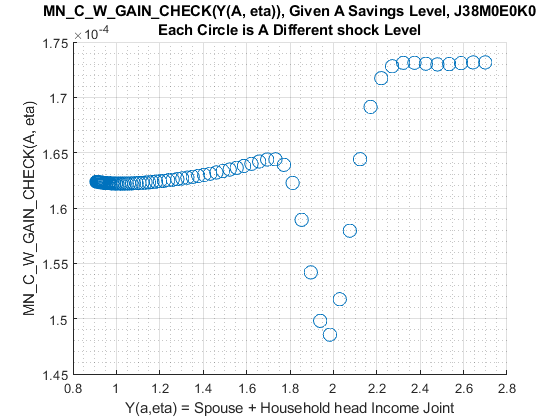 MN_C_W_GAIN_CHECK(Y(A, eta)), Given A Savings Level, J38M0E0K0
Each Circle is A Different shock Level
×10-4
1.75
1.7
1.65
1.6
1.55
1.5
1.45
MN_C_W_GAIN_CHECK(A, eta)
0.8 1 1.2 1.4 1.6 1.8 2 2.2 2.4 2.6 2.8
Y(a,eta) = Spouse + Household head Income Joint